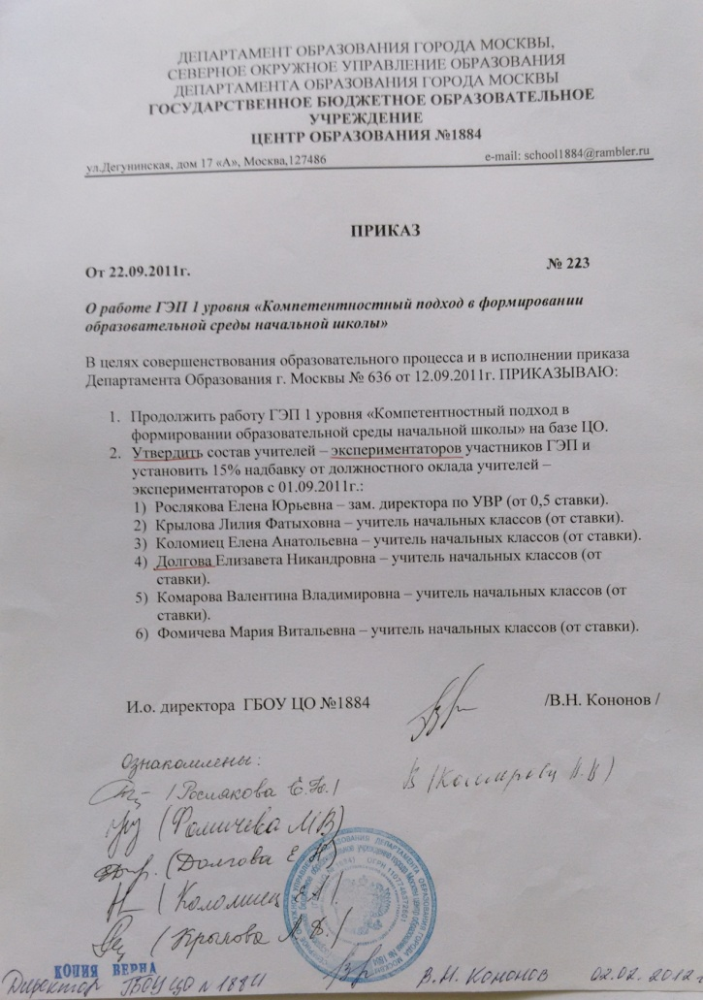 ДЕПАРТАМЕНТ ОБРАЗОВАНИЯ ГОРОДА МОСКВЫ,
СЕВЕРНОЕ ОКРУЖНОЕ УПРАВЛЕНИЕ ОБРАЗОВАНИЯ
ДЕПАРТАМЕНТА ОБРАЗОВАНИЯ ГОРОДА МОСКВЫ
ГОСУДАРСТВЕННОЕ БЮДЖЕТНОЕ ОБРАЗОВАТЕЛЬНОЕ
УЧРЕЖДЕНИЕ
ЦЕНТР ОБРАЗОВАНИЯ №1884
ул.Дегунинская, дом 17 «А», Москва,127486 e-mail: school1884@rambler.ru
ПРИКАЗ
От 22.09.2011г. № 223
О работе ГЭП 1 уровня «Компетентностный подход в формировании
образовательной среды начальной школы»
В целях совершенствования образовательного процесса и в исполнении приказа
Департамента Образования г. Москвы № 636 от 12.09.2011г. ПРИКАЗЫВАЮ:
1. Продолжить работу ГЭП 1 уровня «Компетентностный подход в
формировании образовательной среды начальной школы» на базе ЦО.
2. Утвердить состав учителей – экспериментаторов участников ГЭП и
установить 15% надбавку от должностного оклада учителей –
экспериментаторов с 01.09.2011г.:
1) Рослякова Елена Юрьевна – зам. директора по УВР (от 0,5 ставки).
2) Крылова Лилия Фатыховна – учитель начальных классов (от ставки).
3) Коломиец Елена Анатольевна – учитель начальных классов (от ставки).
4) Долгова Елизавета Никандровна – учитель начальных классов (от
ставки).
5) Комарова Валентина Владимировна – учитель начальных классов (от
ставки).
6) Фомичева Мария Витальевна – учитель начальных классов (от ставки).
И.о. директора ГБОУ ЦО №1884 /В.Н. Кононов /
Ознакомлены:
/Рослякова Е.Ю./
(Фомичева М В)
(Долгова Е Н)
(Коломиец Е.А.)
(Крылова Л.Ф./
КОПИЯ ВЕРНА
Директор ГБОУ ЦО № 1884 В.Н. Кононов 02.02.2012г